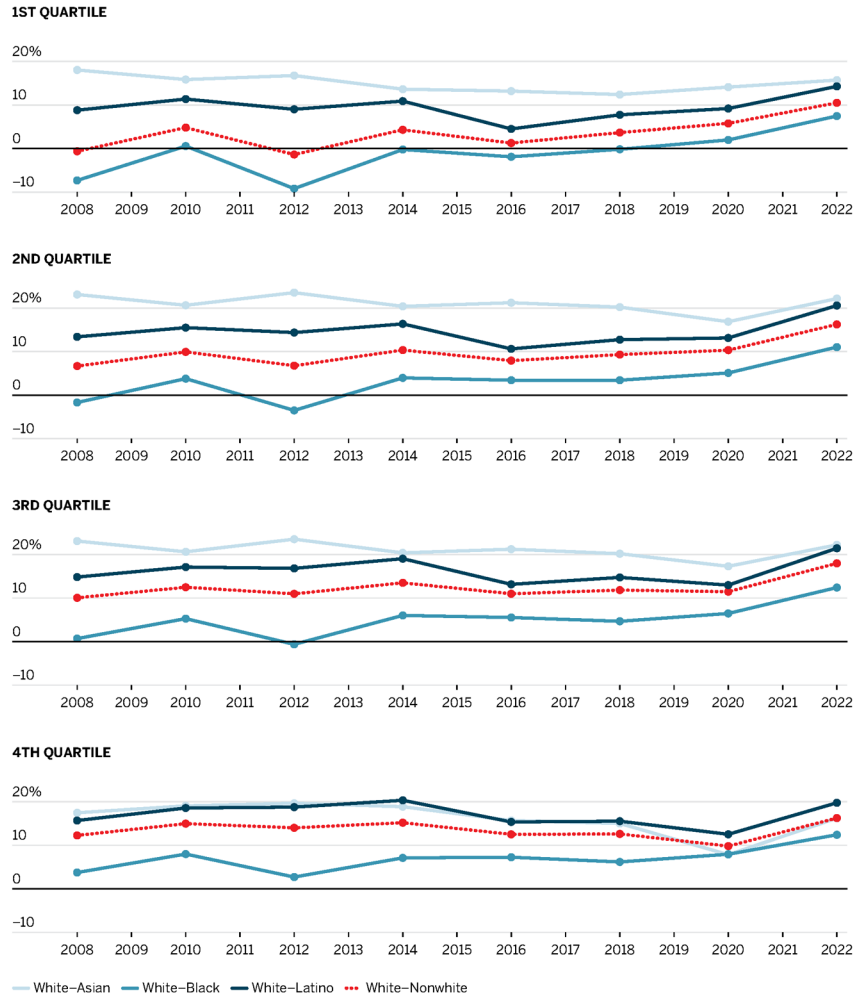 1ST QUARTILE
20%
10
0
–10
2008 2009 2010 2011 2012 2013 2014 2015 2016 2017 2018 2019 2020 2021 2022
2ND QUARTILE
20%
10
0
–10
2008 2009 2010 2011 2012 2013 2014 2015 2016 2017 2018 2019 2020 2021 2022
3RD QUARTILE
20%
10
0
–10
2008 2009 2010 2011 2012 2013 2014 2015 2016 2017 2018 2019 2020 2021 2022
4TH QUARTILE
20%
10
0
–10
2008 2009 2010 2011 2012 2013 2014 2015 2016 2017 2018 2019 2020 2021 2022
White–Asian White–Black White–Latino White–Nonwhite